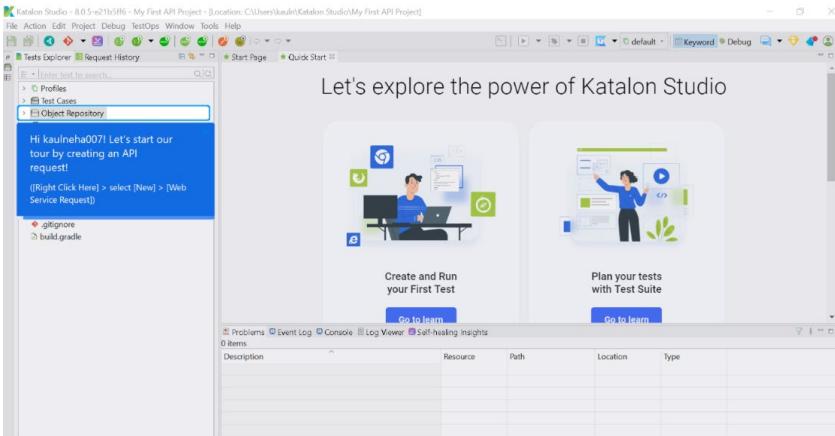 Katalon Studio - 8.0.5-e21b5ff6 - My First API Project - [Location: C:\Users\kauln\Katalon Studio\My First API Project]
File Action Edit Project Debug TestOps Window Tools Help
default
Keyword
Debug
Tests Explorer
Request History
Start Page
Quick Start
Enter text to search...
Profiles
Test Cases
Object Repository
Hi kaulneha007! Let's start our
tour by creating an API
request!
([Right Click Here] > select [New] > [Web
Service Request])
.gitignore
build.gradle
Let's explore the power of Katalon Studio
Create and Run
your First Test
Go to learn
Plan your tests
with Test Suite
Go to learn
Problems
Event Log
Console
Log Viewer
Self-healing Insights
0 items
Description
Resource
Path
Location
Type